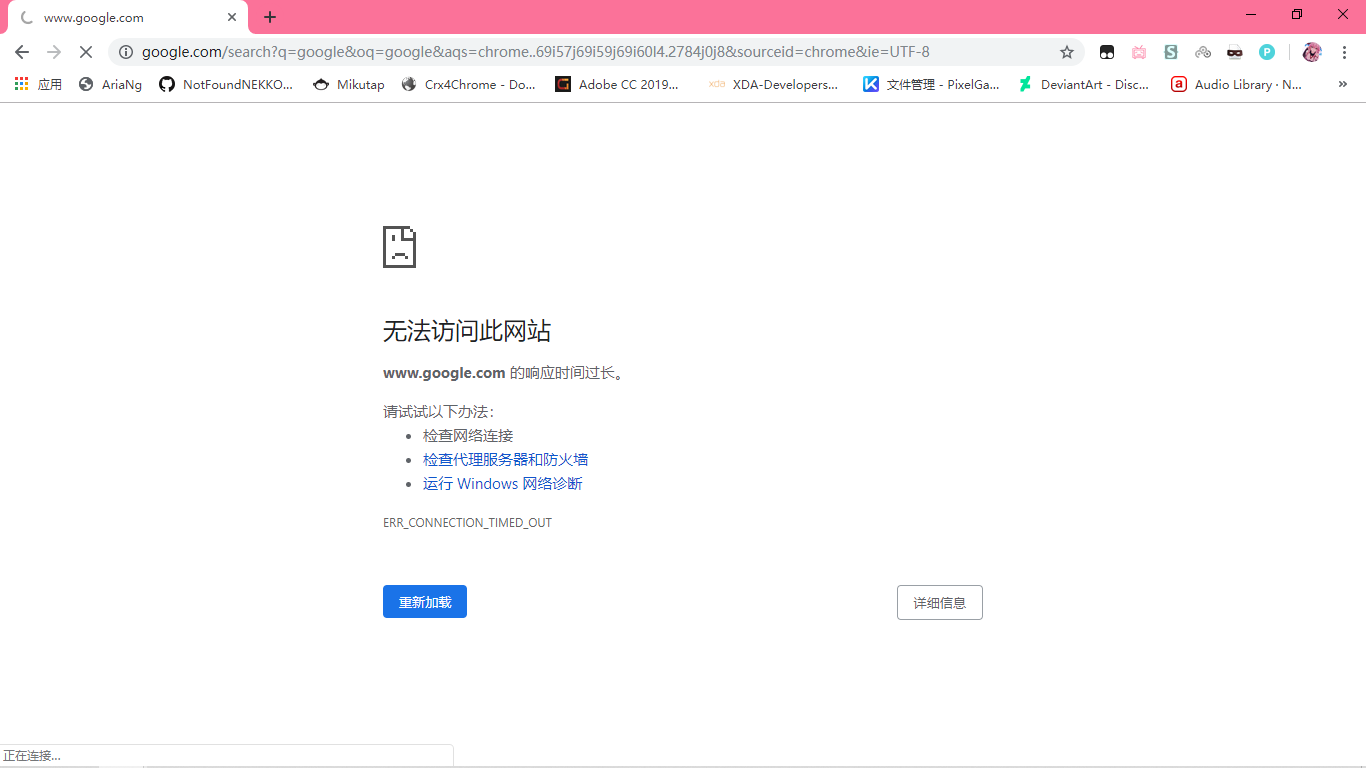 www.google.com
google.com/search?q=google&oq=google&aqs=chrome..69i57j69i59j69i60l4.2784j0j8&sourceid=chrome&ie=UTF-8
应用 AriaNg NotFoundNEKKO... Mikutap Crx4Chrome - Do... Adobe CC 2019... XDA-Developers... 文件管理 - PixelGa... DeviantArt - Disc... Audio Library · N... »
无法访问此网站
www.google.com 的响应时间过长。
请试试以下办法：
• 检查网络连接
• 检查代理服务器和防火墙
• 运行 Windows 网络诊断
ERR_CONNECTION_TIMED_OUT
重新加载 详细信息
正在连接...